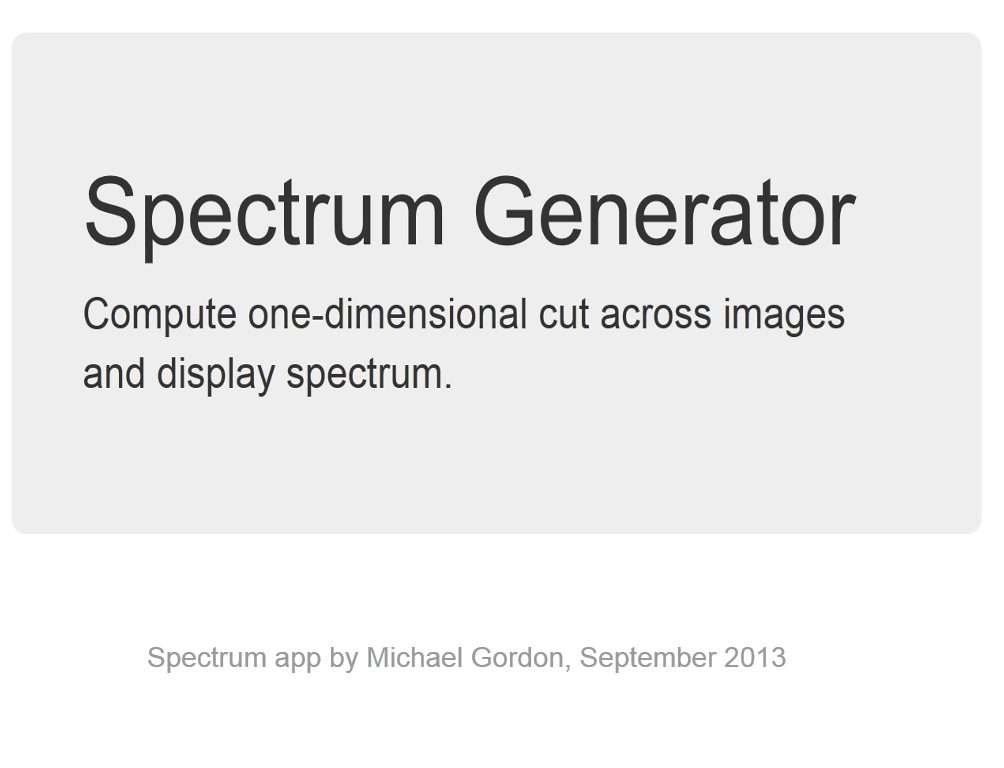 Spectrum Generator
Compute one-dimensional cut across images
and display spectrum.
Spectrum app by Michael Gordon, September 2013